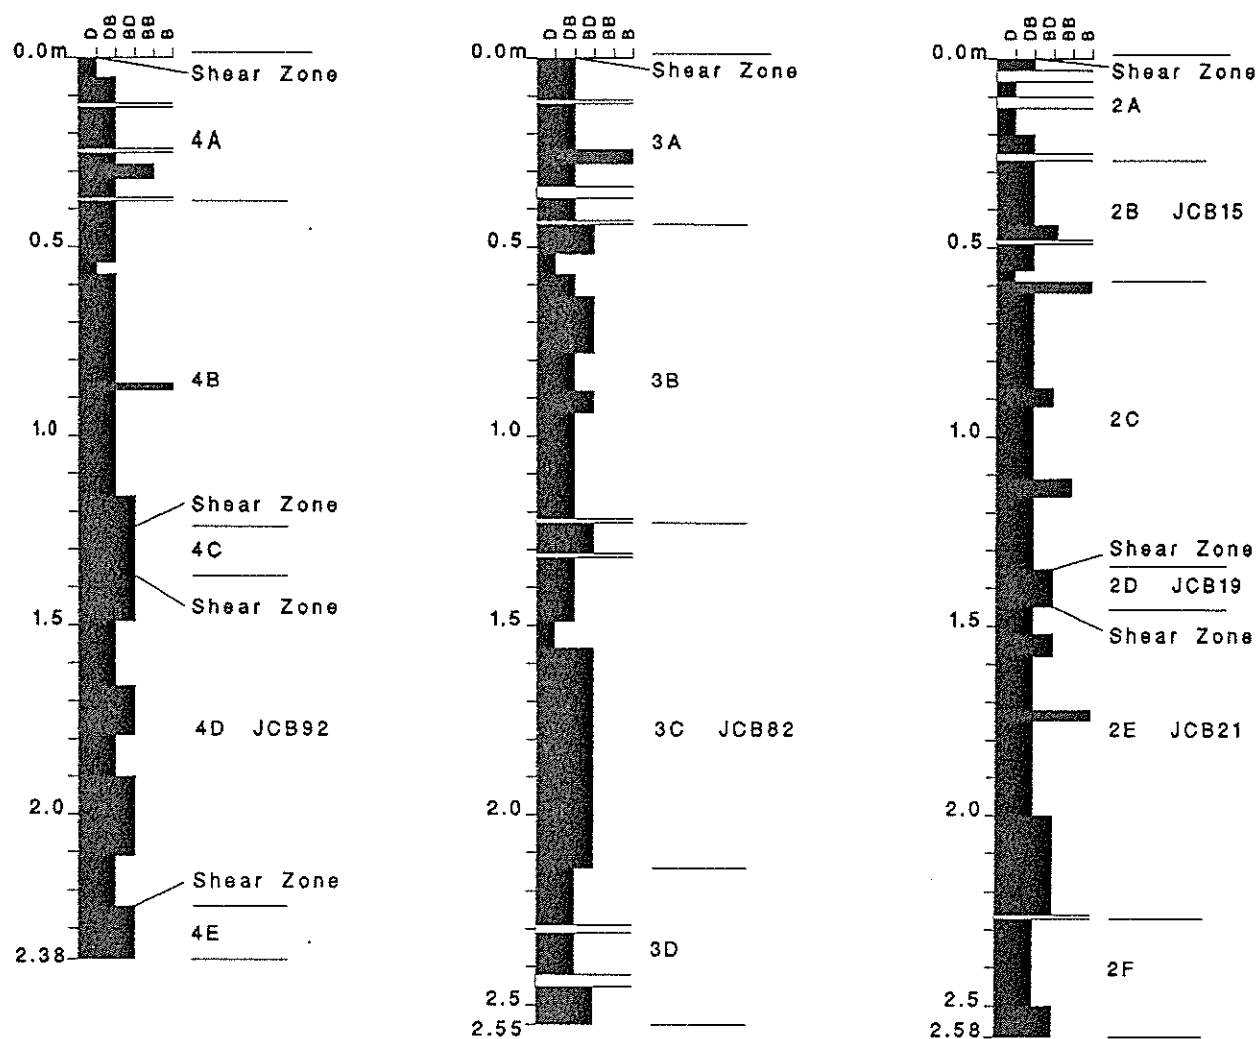 D DB BD BB B
0.0m
Shear Zone
4A
0.5
4B
1.0
Shear Zone
4C
Shear Zone
1.5
4D JCB92
2.0
Shear Zone
4E
2.38
D DB BD BB B
0.0m
Shear Zone
3A
0.5
3B
1.0
1.5
3C JCB82
2.0
3D
2.5
2.55
D DB BD BB B
0.0m
Shear Zone
2A
2B JCB15
0.5
2C
1.0
Shear Zone
2D JCB19
1.5
Shear Zone
2E JCB21
2.0
2F
2.5
2.58